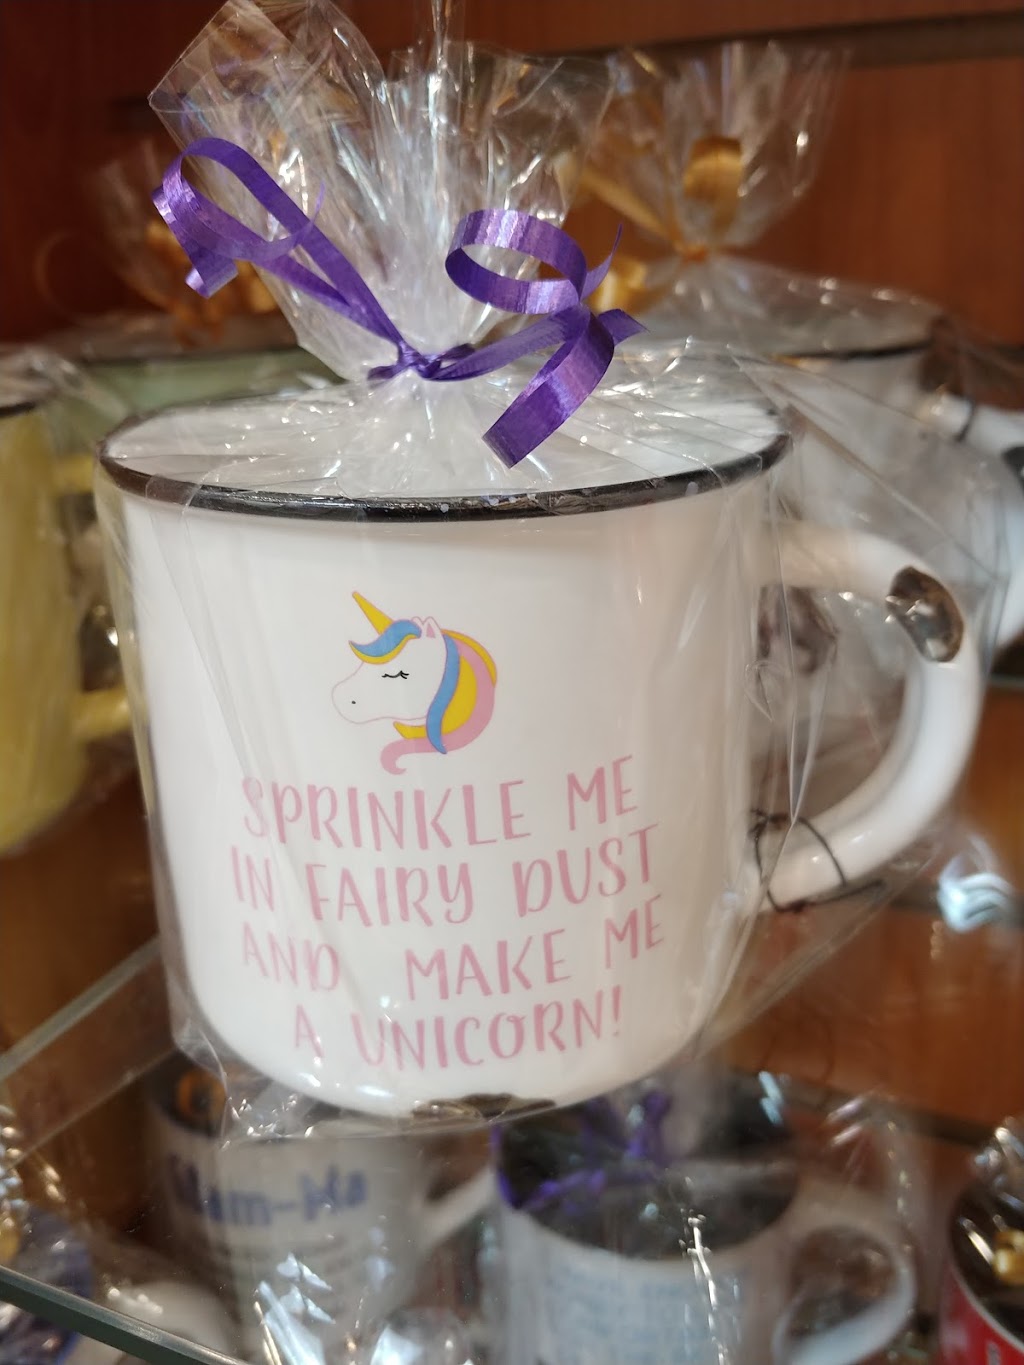 SPRINKLE ME
IN FAIRY DUST
AND MAKE ME
A UNICORN!